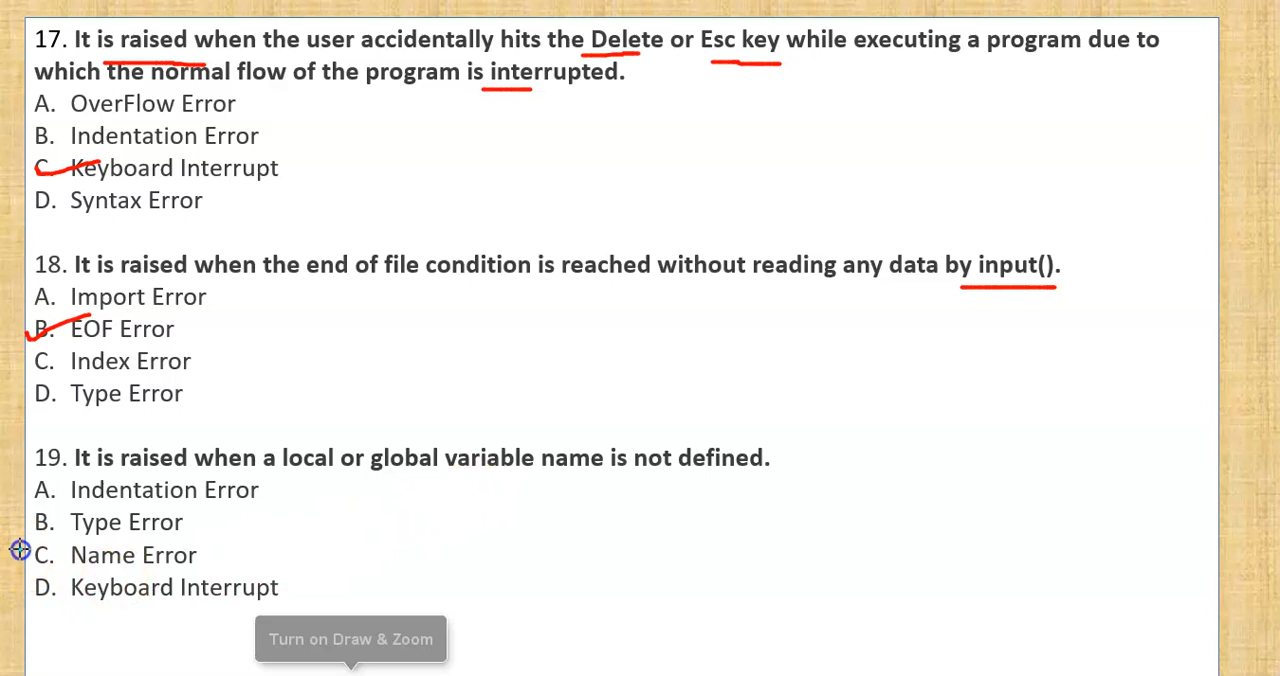 17. It is raised when the user accidentally hits the Delete or Esc key while executing a program due to
which the normal flow of the program is interrupted.
A. OverFlow Error
B. Indentation Error
C. Keyboard Interrupt
D. Syntax Error
18. It is raised when the end of file condition is reached without reading any data by input().
A. Import Error
B. EOF Error
C. Index Error
D. Type Error
19. It is raised when a local or global variable name is not defined.
A. Indentation Error
B. Type Error
C. Name Error
D. Keyboard Interrupt
Turn on Draw & Zoom